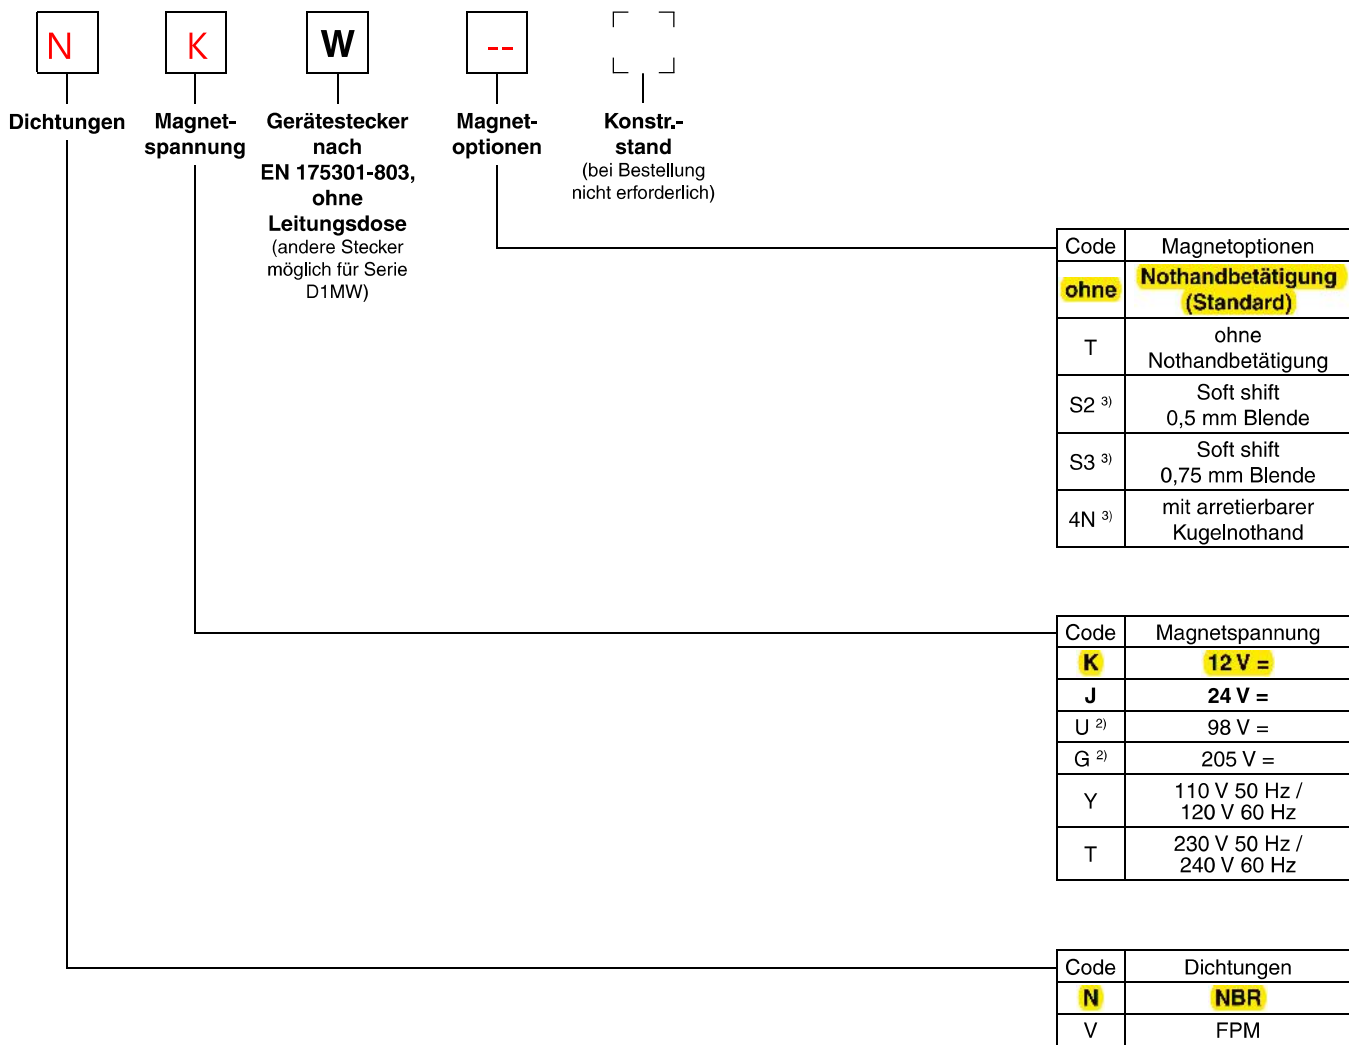 N K W --
Dichtungen
Magnet-
spannung
Gerätestecker
nach
EN 175301-803,
ohne
Leitungsdose
(andere Stecker
möglich für Serie
D1MW)
Magnet-
optionen
Konstr.-
stand
(bei Bestellung
nicht erforderlich)
Code Magnetoptionen
ohne Nothandbetätigung
(Standard)
T ohne
Nothandbetätigung
S2 3) Soft shift
0,5 mm Blende
S3 3) Soft shift
0,75 mm Blende
4N 3) mit arretierbarer
Kugelnothand
Code Magnetspannung
K 12 V =
J 24 V =
U 2) 98 V =
G 2) 205 V =
Y 110 V 50 Hz /
120 V 60 Hz
T 230 V 50 Hz /
240 V 60 Hz
Code Dichtungen
N NBR
V FPM